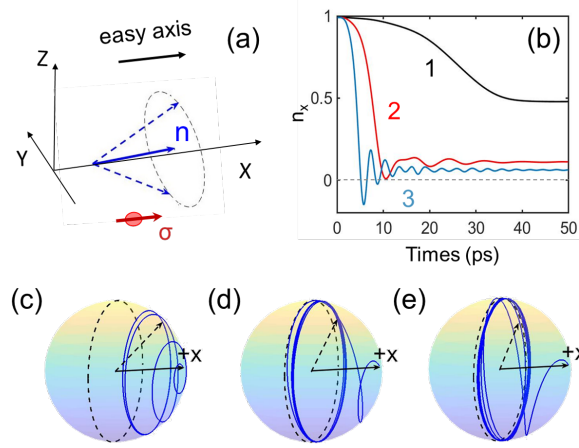 easy axis
(a)
Z
Y
n
X
σ
(b)
n_x
1
0.5
0
1
2
3
0 10 20 30 40 50
Times (ps)
(c)
+x
(d)
+x
(e)
+x